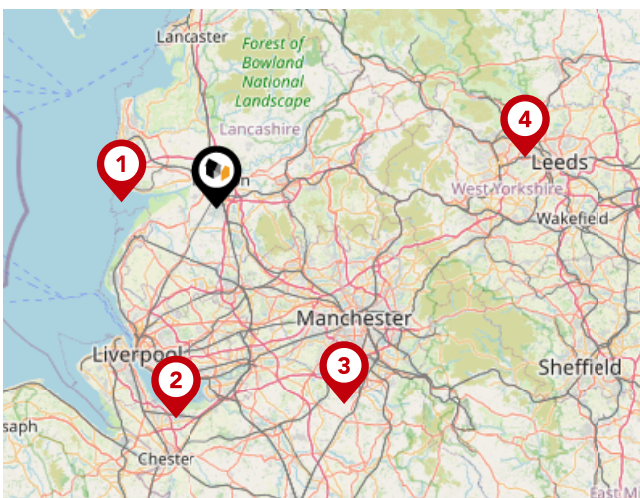 Lancaster
Forest of
Bowland
National
Landscape
Lancashire
4
1
Leeds
n
West Yorkshire
Wakefield
Manchester
Liverpool
3
Sheffield
2
saph
Chester
East M